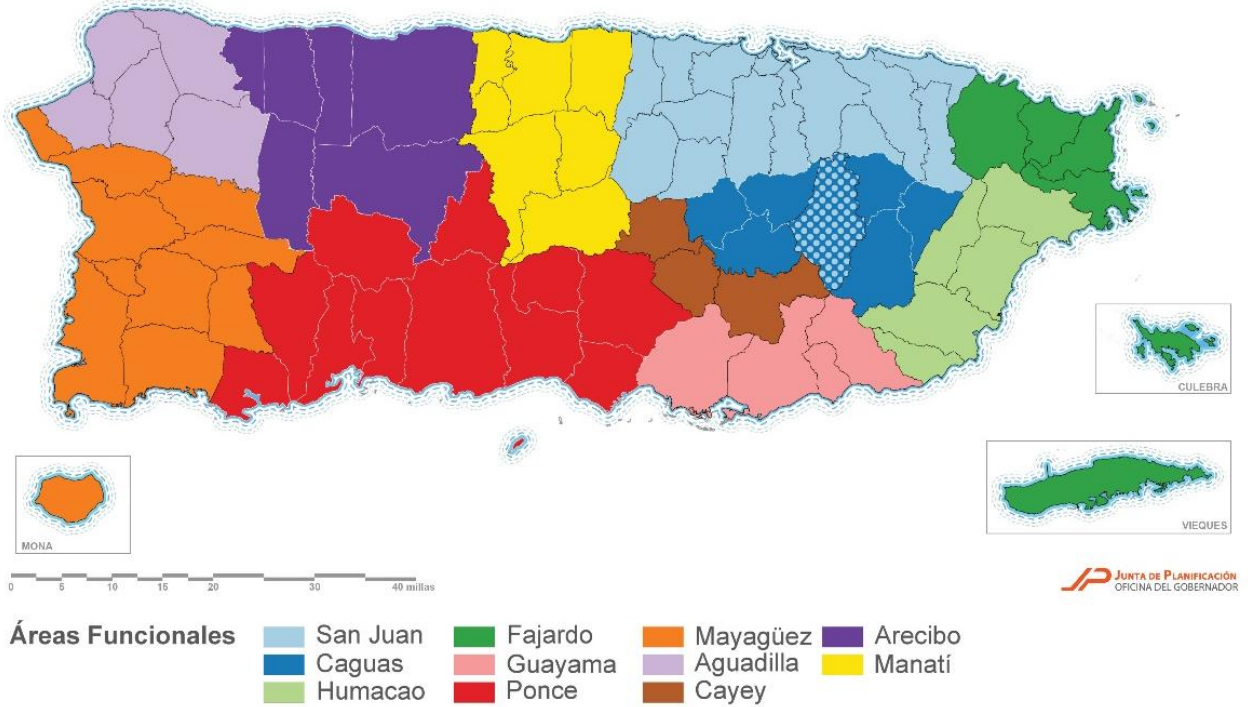 CULEBRA
VIEQUES
MONA
0 5 10 15 20 30 40 millas
JP JUNTA DE PLANIFICACIÓN
OFICINA DEL GOBERNADOR
Áreas Funcionales
San Juan
Caguas
Humacao
Fajardo
Guayama
Ponce
Mayagüez
Aguadilla
Cayey
Arecibo
Manatí